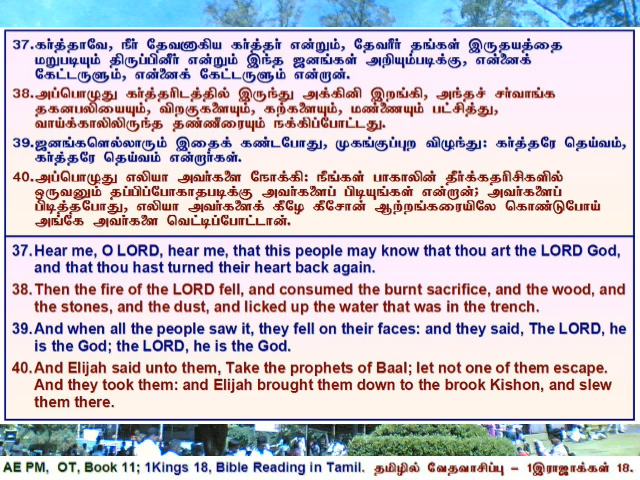 37.கர்த்தாவே, நீர் தேவனாகிய கர்த்தர் என்றும், தேவரீர் தங்கள் இருதயத்தை
மறுபடியும் திருப்பினீர் என்றும் இந்த ஜனங்கள் அறியும்படிக்கு, என்னைக்
கேட்டருளும், என்னைக் கேட்டருளும் என்றான்.
38.அப்பொழுது கர்த்தரிடத்தில் இருந்து அக்கினி இறங்கி, அந்தச் சர்வாங்க
தகனபலியையும், விறகுகளையும், கற்களையும், மண்ணையும் பட்சித்து,
வாய்க்காலிலிருந்த தண்ணீரையும் நக்கிப்போட்டது.
39.ஜனங்களெல்லாரும் இதைக் கண்டபோது, முகங்குப்புற விழுந்து: கர்த்தரே தெய்வம்,
கர்த்தரே தெய்வம் என்றார்கள்.
40.அப்பொழுது எலியா அவர்களை நோக்கி: நீங்கள் பாகாலின் தீர்க்கதரிசிகளில்
ஒருவனும் தப்பிப்போகாதபடிக்கு அவர்களைப் பிடியுங்கள் என்றான்; அவர்களைப்
பிடித்தபோது, எலியா அவர்களைக் கீழே கீசோன் ஆற்றங்கரையிலே கொண்டுபோய்
அங்கே அவர்களை வெட்டிப்போட்டான்.
37.Hear me, O LORD, hear me, that this people may know that thou art the LORD God,
and that thou hast turned their heart back again.
38.Then the fire of the LORD fell, and consumed the burnt sacrifice, and the wood, and
the stones, and the dust, and licked up the water that was in the trench.
39.And when all the people saw it, they fell on their faces: and they said, The LORD, he
is the God; the LORD, he is the God.
40.And Elijah said unto them, Take the prophets of Baal; let not one of them escape.
And they took them: and Elijah brought them down to the brook Kishon, and slew
them there.
AE PM, OT, Book 11; 1Kings 18, Bible Reading in Tamil. தமிழில் வேதவாசிப்பு – 1இராஜாக்கள் 18.